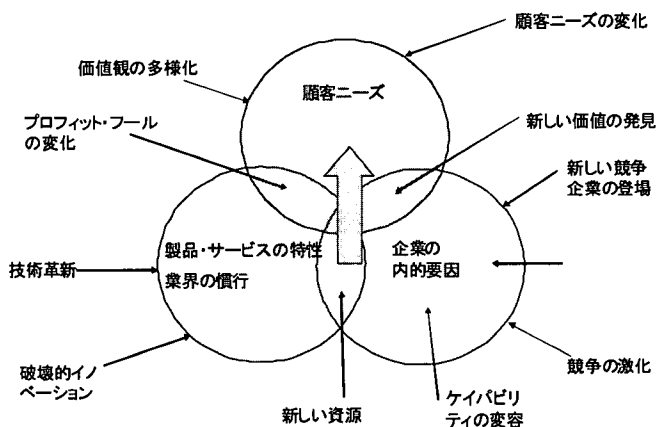 顧客ニーズの変化
価値観の多様化
顧客ニーズ
プロフィット・フール
の変化
新しい価値の発見
新しい競争
企業の登場
製品・サービスの特性
業界の慣行
企業の
内的要因
技術革新
破壊的イノ
ベーション
新しい資源
ケイパビリ
ティの変容
競争の激化